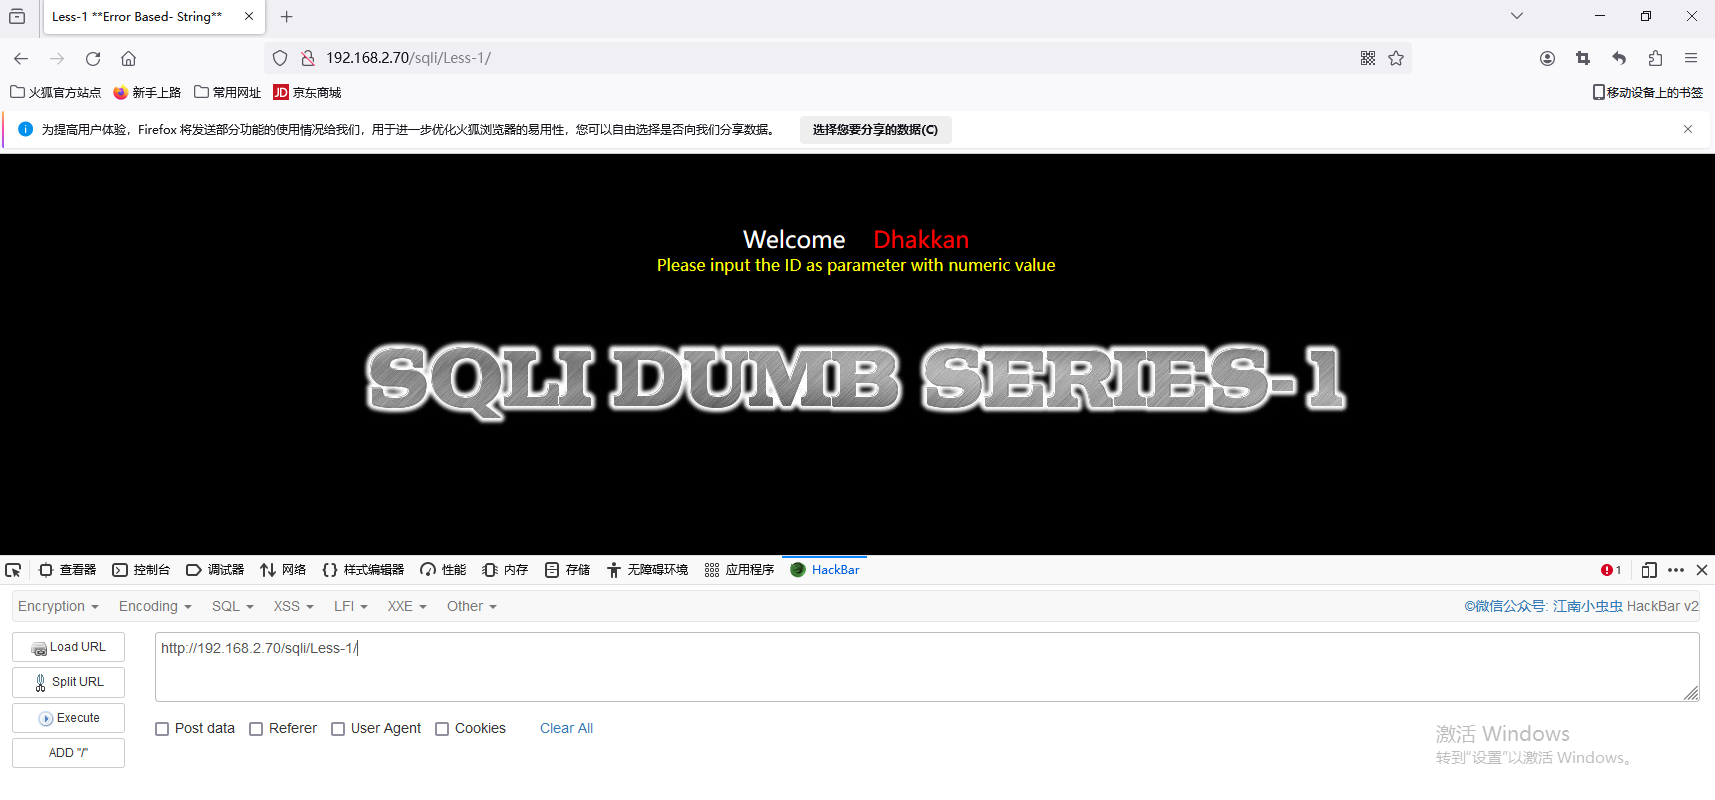 Less-1 **Error Based- String**
192.168.2.70/sqli/Less-1/
火狐官方站点 新手上路 常用网址 JD 京东商城 移动设备上的书签
为提高用户体验，Firefox 将发送部分功能的使用情况给我们，用于进一步优化火狐浏览器的易用性，您可以自由选择是否向我们分享数据。 选择您要分享的数据(C)
Welcome Dhakkan
Please input the ID as parameter with numeric value
SQLI DUMB SERIES-1
查看器 控制台 调试器 网络 样式编辑器 性能 内存 存储 无障碍环境 应用程序 HackBar 1
Encryption Encoding SQL XSS LFI XXE Other ©微信公众号: 江南小虫虫 HackBar v2
Load URL http://192.168.2.70/sqli/Less-1/
Split URL
Execute
Post data Referer User Agent Cookies Clear All
ADD "/"
激活 Windows
转到"设置"以激活 Windows。